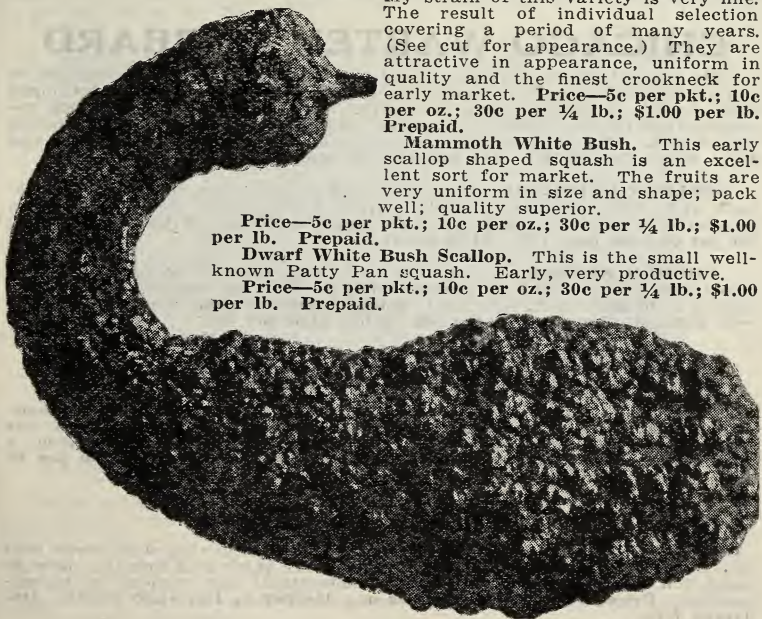 The result of individual selection
covering a period of many years.
(See cut for appearance.) They are
attractive in appearance, uniform in
quality and the finest crookneck for
early market. Price—5c per pkt.; 10c
per oz.; 30c per ¼ lb.; $1.00 per lb.
Prepaid.
Mammoth White Bush. This early
scallop shaped squash is an excel-
lent sort for market. The fruits are
very uniform in size and shape; pack
well; quality superior.
Price—5c per pkt.; 10c per oz.; 30c per ¼ lb.; $1.00
per lb. Prepaid.
Dwarf White Bush Scallop. This is the small well-
known Patty Pan squash. Early, very productive.
Price—5c per pkt.; 10c per oz.; 30c per ¼ lb.; $1.00
per lb. Prepaid.